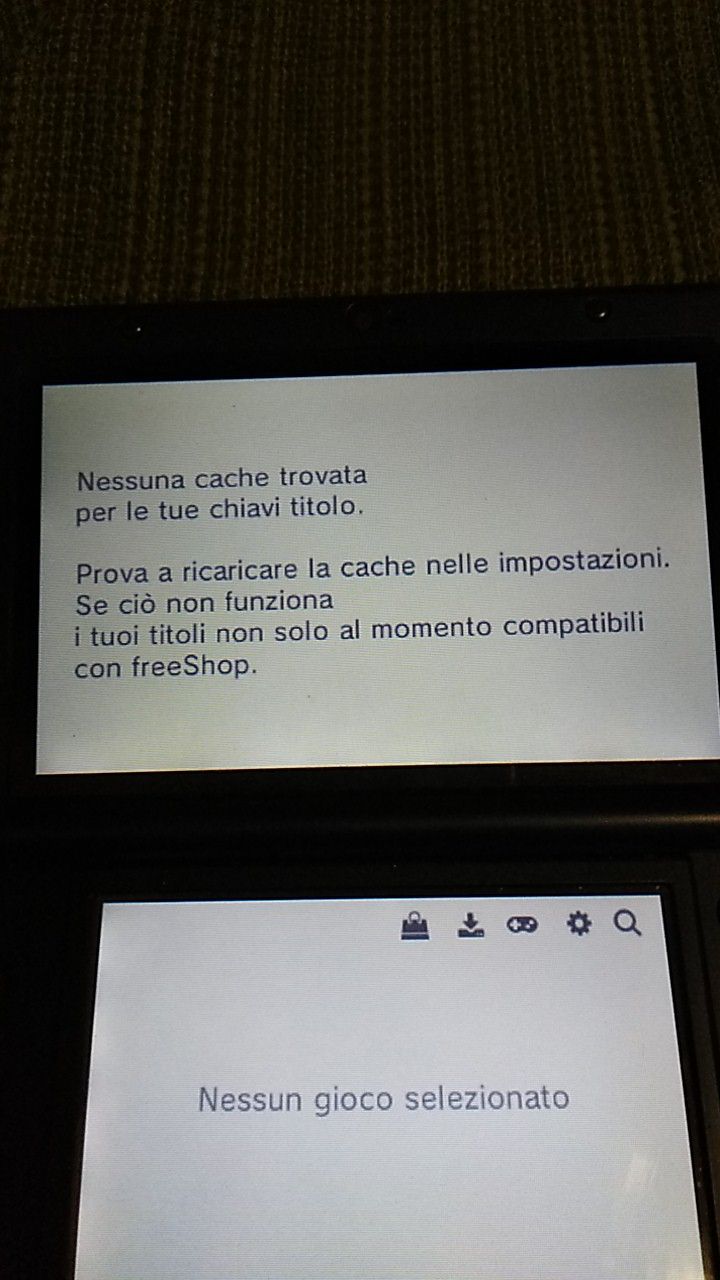 Nessuna cache trovata
per le tue chiavi titolo.
Prova a ricaricare la cache nelle impostazioni.
Se ciò non funziona
i tuoi titoli non solo al momento compatibili
con freeShop.
Nessun gioco selezionato